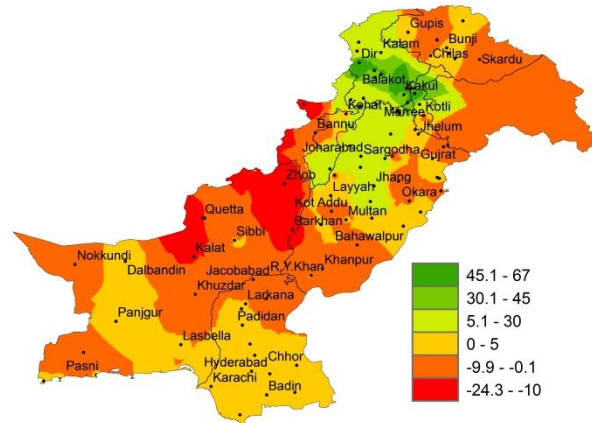 Gupis
Kalam
Bunji
Dir
Chilas
Skardu
Balakot
Kakul
Kohat
Kotli
Murree
Bannu
Jhelum
Joharabad
Sargodha
Gujrat
Zhob
Jhang
Layyah
Okara
Kot Addu
Quetta
Multan
Barkhan
Sibbi
Bahawalpur
Kalat
Nokkundi
R.Y.Khan
Khanpur
Dalbandin
Jacobabad
Khuzdar
Larkana
Panjgur
Padidan
Lasbella
Hyderabad
Chhor
Pasni
Karachi
Badin
45.1 - 67
30.1 - 45
5.1 - 30
0 - 5
-9.9 - -0.1
-24.3 - -10